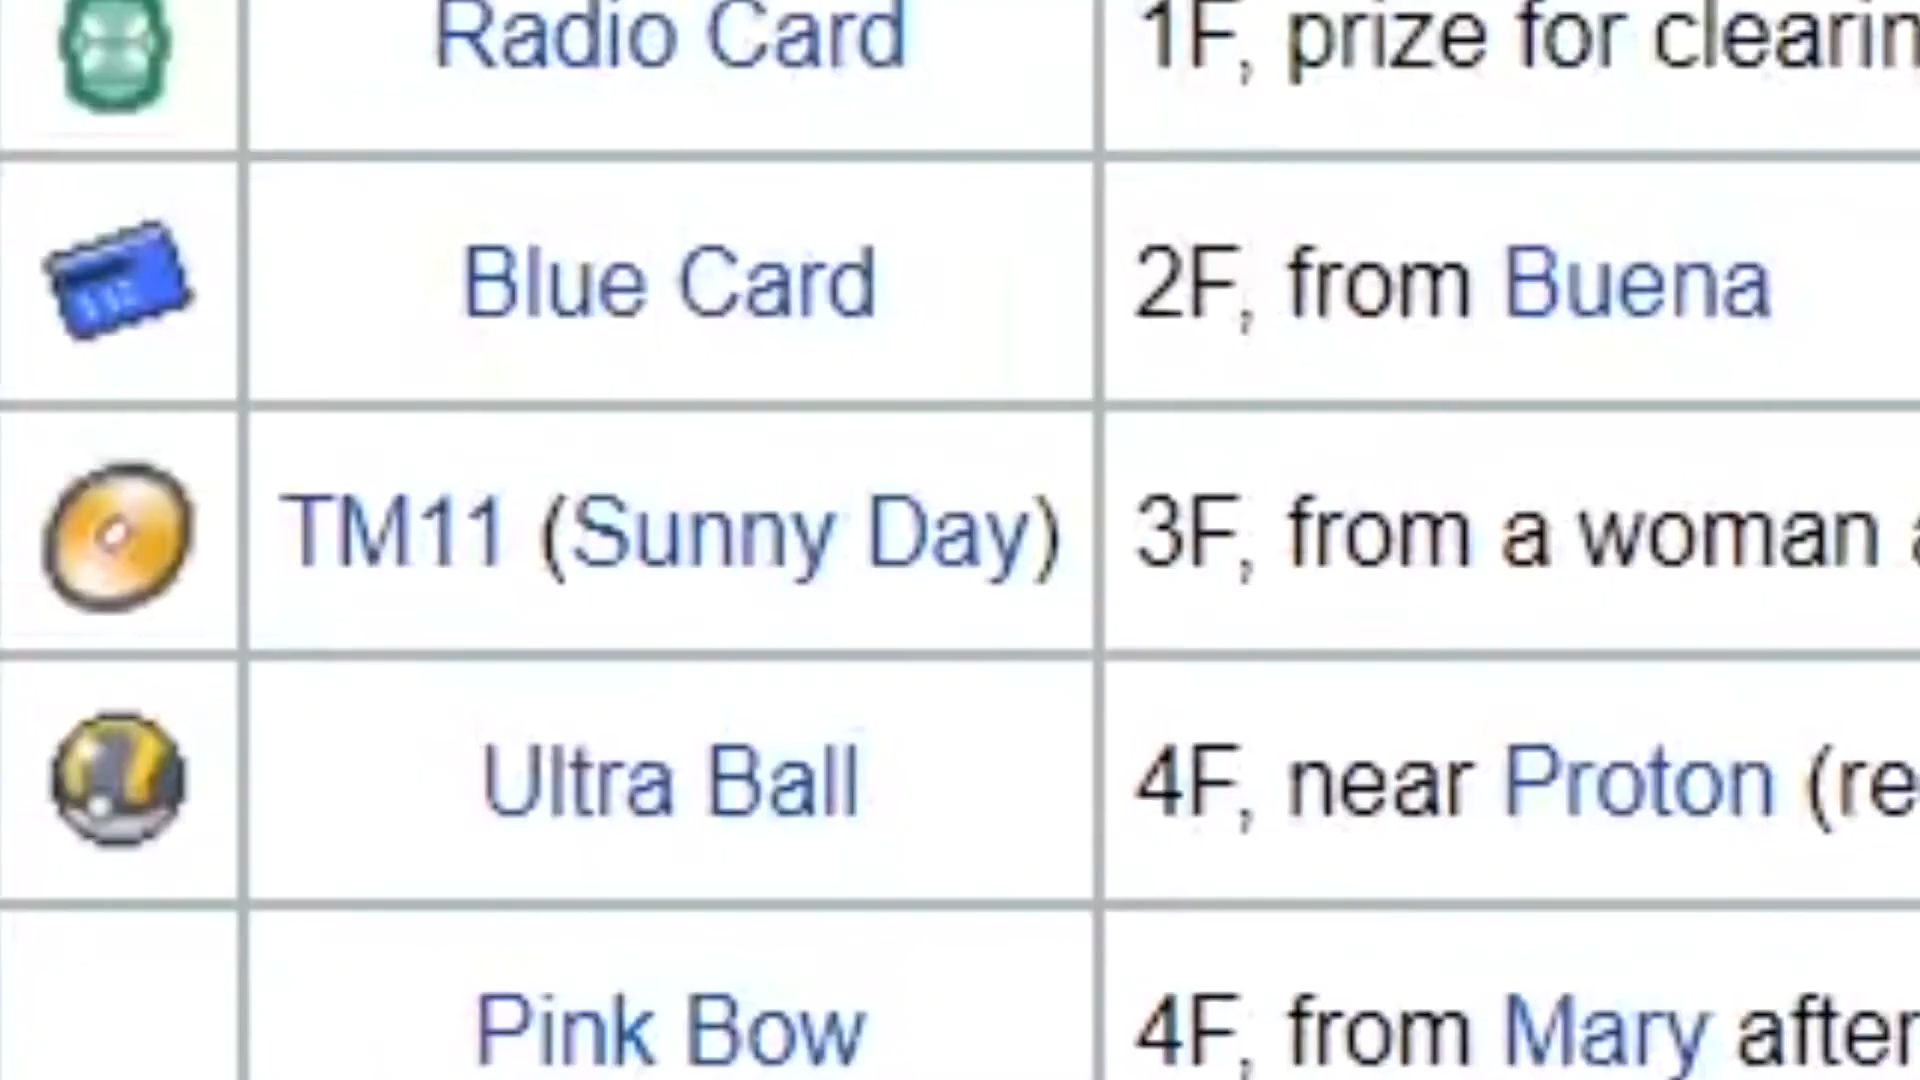 Radio Card 1F, prize for clearin
Blue Card 2F, from Buena
TM11 (Sunny Day) 3F, from a woman
Ultra Ball 4F, near Proton (re
Pink Bow 4F, from Mary after